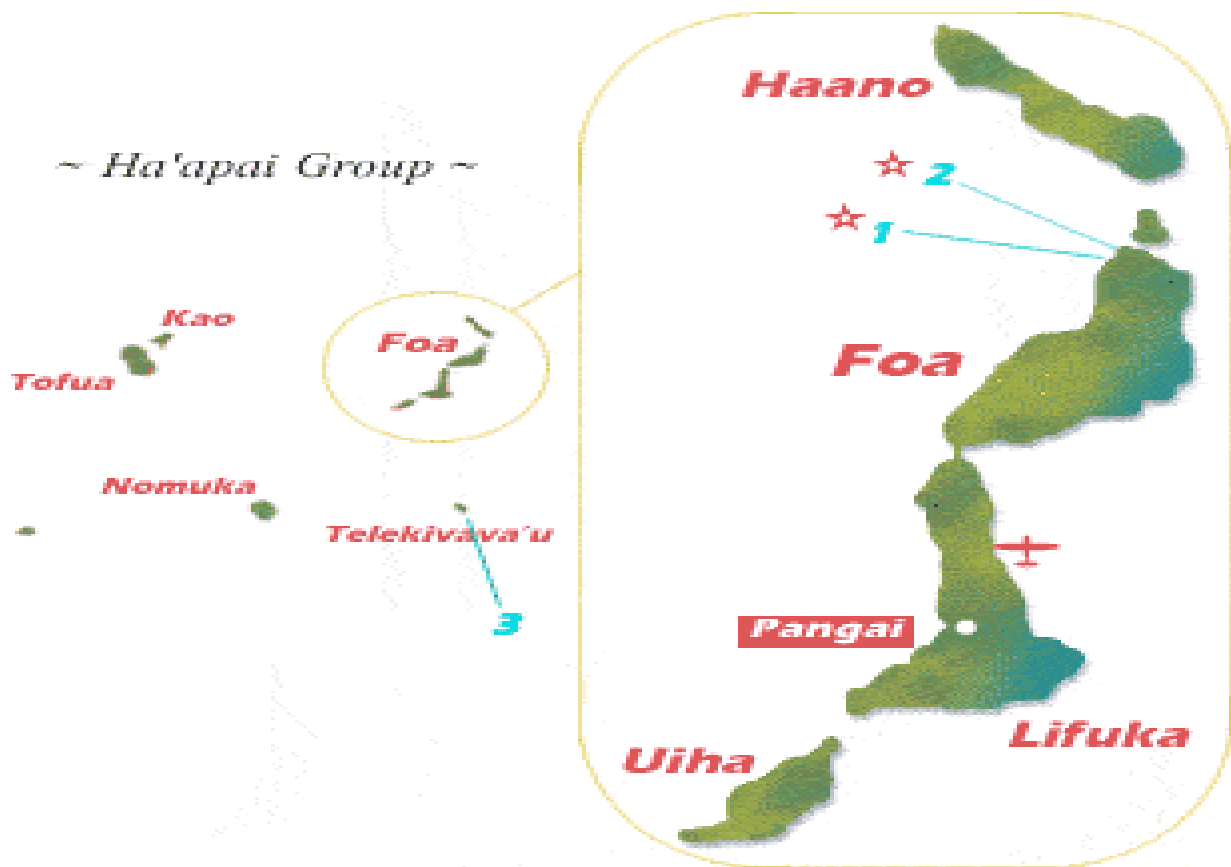 ~ Ha'apai Group ~
Kao
Tofua
Foa
Nomuka
Telekivava'u
3
Haano
2
1
Foa
Pangai
Lifuka
Uiha